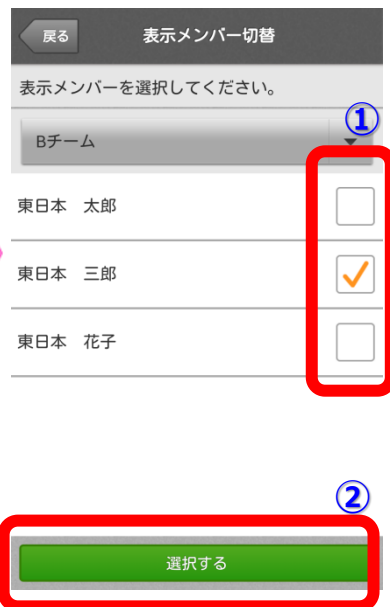 戻る 表示メンバー切替
表示メンバーを選択してください。
①
Bチーム
東日本　太郎
東日本　三郎
東日本　花子
②
選択する